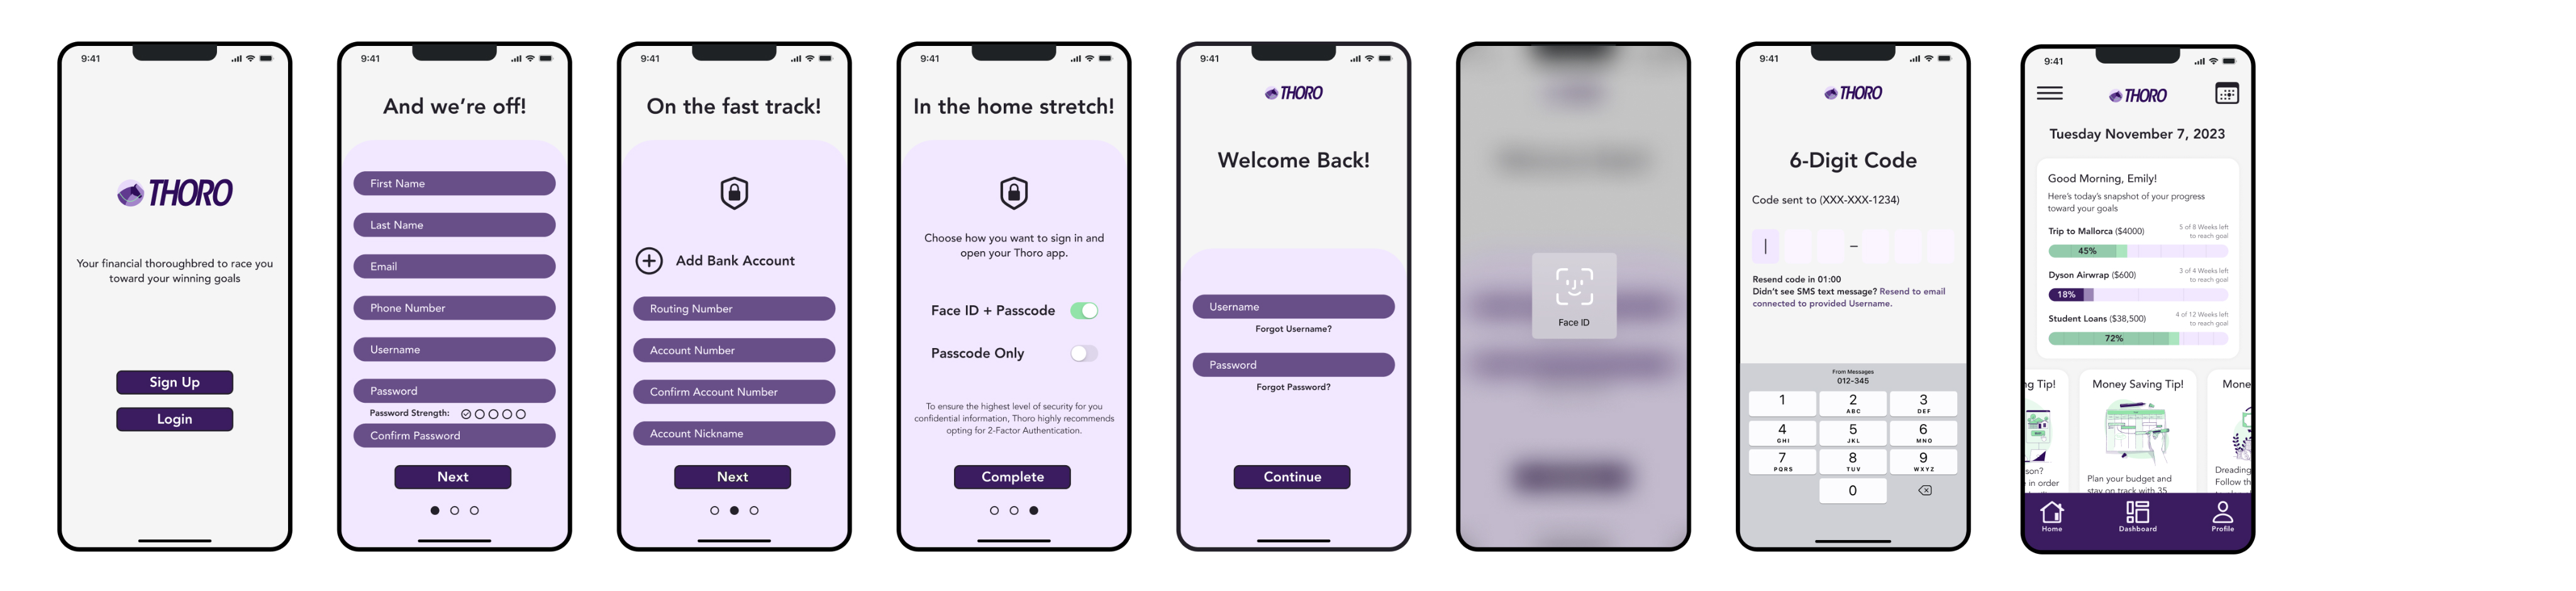 9:41
THORO
Your financial thoroughbred to race you
toward your winning goals
Sign Up
Login
9:41
And we're off!
First Name
Last Name
Email
Phone Number
Username
Password
Password Strength:
Confirm Password
Next
9:41
On the fast track!
Add Bank Account
Routing Number
Account Number
Confirm Account Number
Account Nickname
Next
9:41
In the home stretch!
Choose how you want to sign in and
open your Thoro app.
Face ID + Passcode
Passcode Only
To ensure the highest level of security for you
confidential information, Thoro highly recommends
opting for 2-Factor Authentication.
Complete
9:41
THORO
Welcome Back!
Username
Forgot Username?
Password
Forgot Password?
Continue
Face ID
9:41
THORO
6-Digit Code
Code sent to (XXX-XXX-1234)
–
Resend code in 01:00
Didn't see SMS text message? Resend to email
connected to provided Username.
From Messages
012-345
1 2 3
ABC DEF
4 5 6
GHI JKL MNO
7 8 9
PQRS TUV WXYZ
0
9:41
THORO
Tuesday November 7, 2023
Good Morning, Emily!
Here's today's snapshot of your progress
toward your goals
Trip to Mallorca ($4000) 5 of 8 Weeks left
to reach goal
45%
Dyson Airwrap ($600) 3 of 4 Weeks left
to reach goal
18%
Student Loans ($38,500) 4 of 12 Weeks left
to reach goal
72%
ng Tip! Money Saving Tip! Mone
son? Plan your budget and Dreading
in order stay on track with 35 Follow th
Home Dashboard Profile